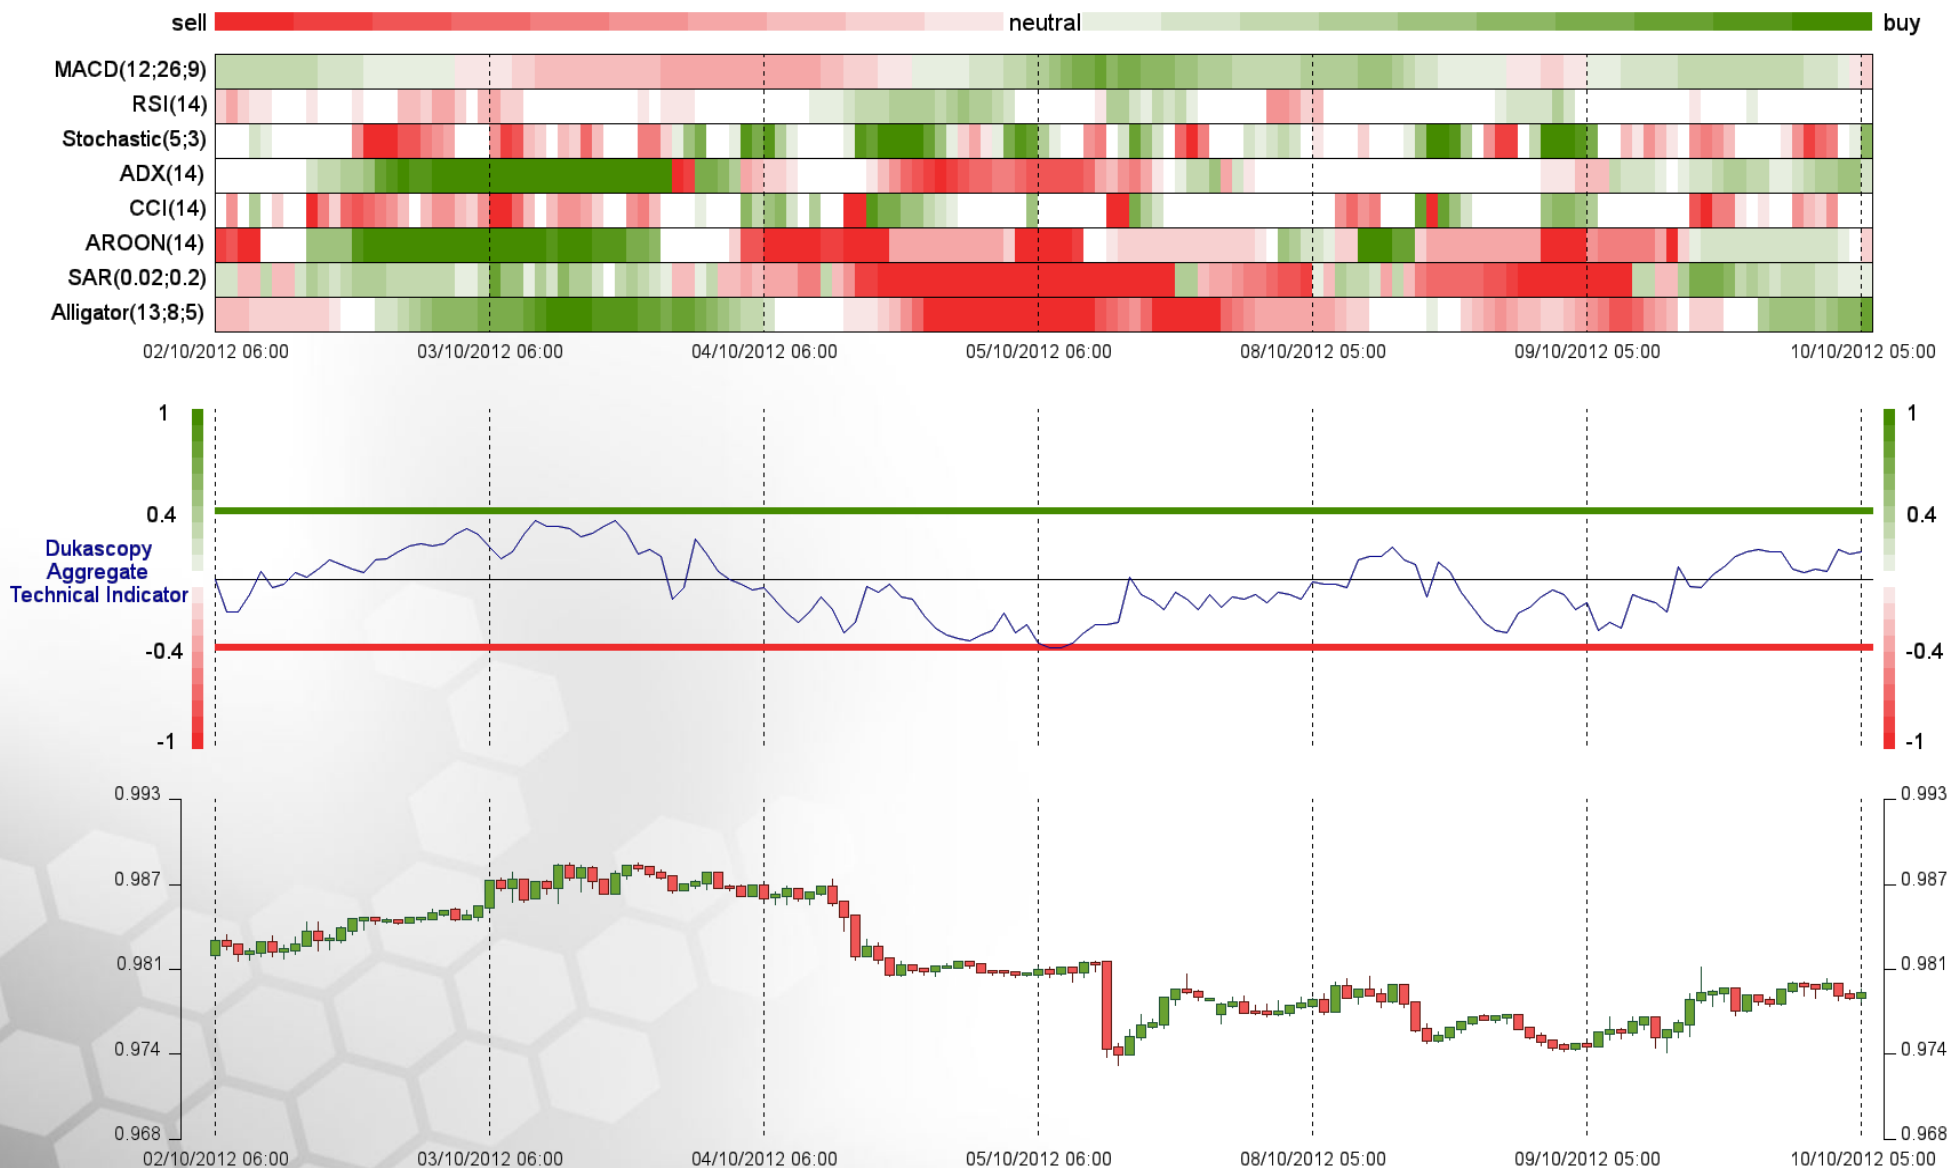 sell neutral buy
MACD(12;26;9)
RSI(14)
Stochastic(5;3)
ADX(14)
CCI(14)
AROON(14)
SAR(0.02;0.2)
Alligator(13;8;5)
02/10/2012 06:00 03/10/2012 06:00 04/10/2012 06:00 05/10/2012 06:00 08/10/2012 05:00 09/10/2012 05:00 10/10/2012 05:00
1 1
0.4 0.4
Dukascopy
Aggregate
Technical Indicator
-0.4 -0.4
-1 -1
0.993 0.993
0.987 0.987
0.981 0.981
0.974 0.974
0.968 0.968
02/10/2012 06:00 03/10/2012 06:00 04/10/2012 06:00 05/10/2012 06:00 08/10/2012 05:00 09/10/2012 05:00 10/10/2012 05:00